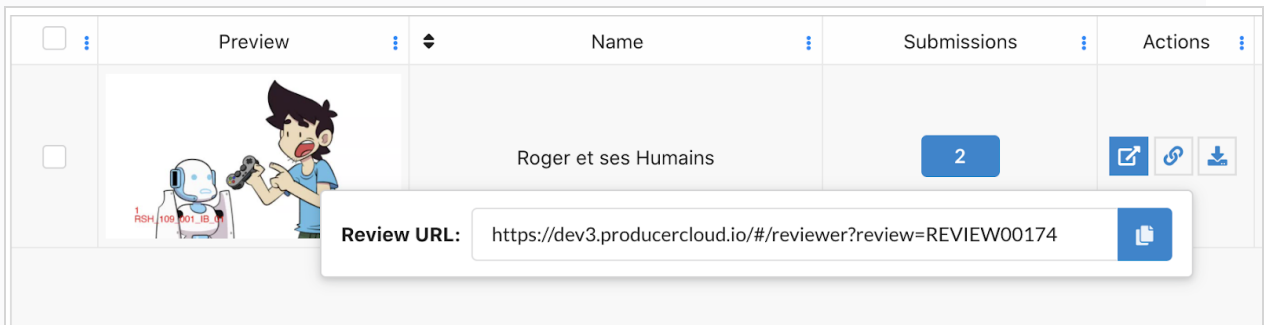 Preview Name Submissions Actions
Roger et ses Humains 2
1
RSH_109_001_IB_01
Review URL: https://dev3.producercloud.io/#/reviewer?review=REVIEW00174